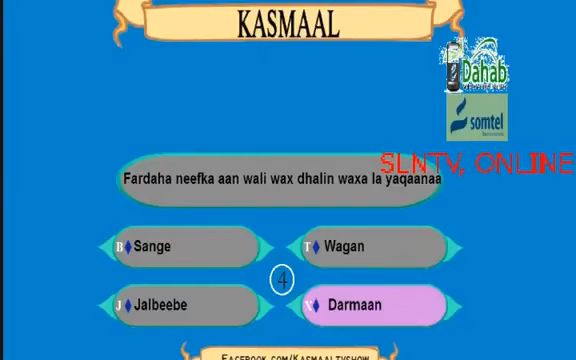 KASMAAL
Dahab
somtel
SLNTV, ONLINE
Fardaha neefka aan wali wax dhalin waxa la yaqaanaa
B Sange
T Wagan
4
J Jalbeebe
X Darmaan
FACEBOOK.COM/KASMAALTVSHOW